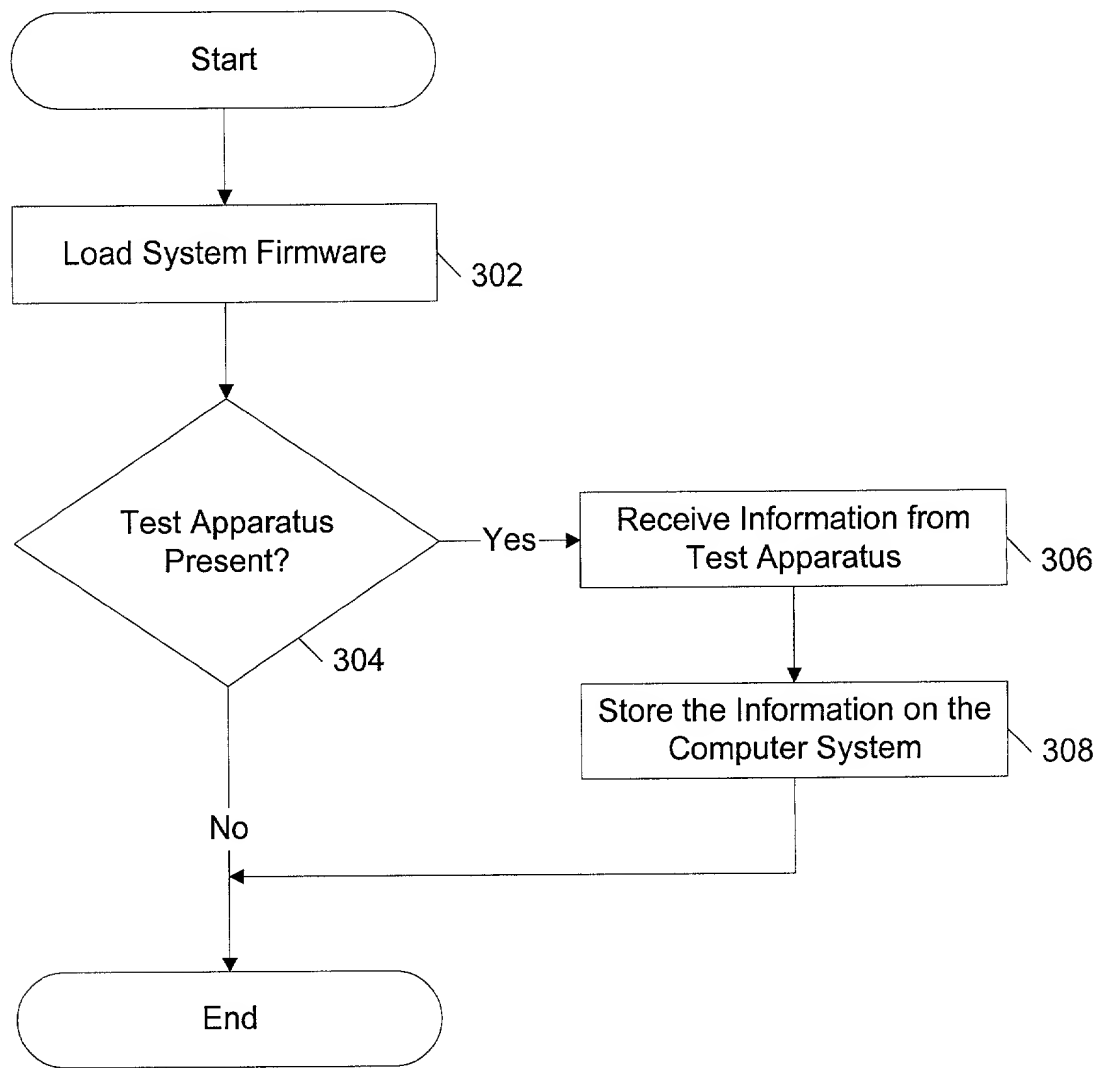 Start
Load System Firmware
302
Test Apparatus
Present?
304
Yes
Receive Information from
Test Apparatus
306
Store the Information on the
Computer System
308
No
End